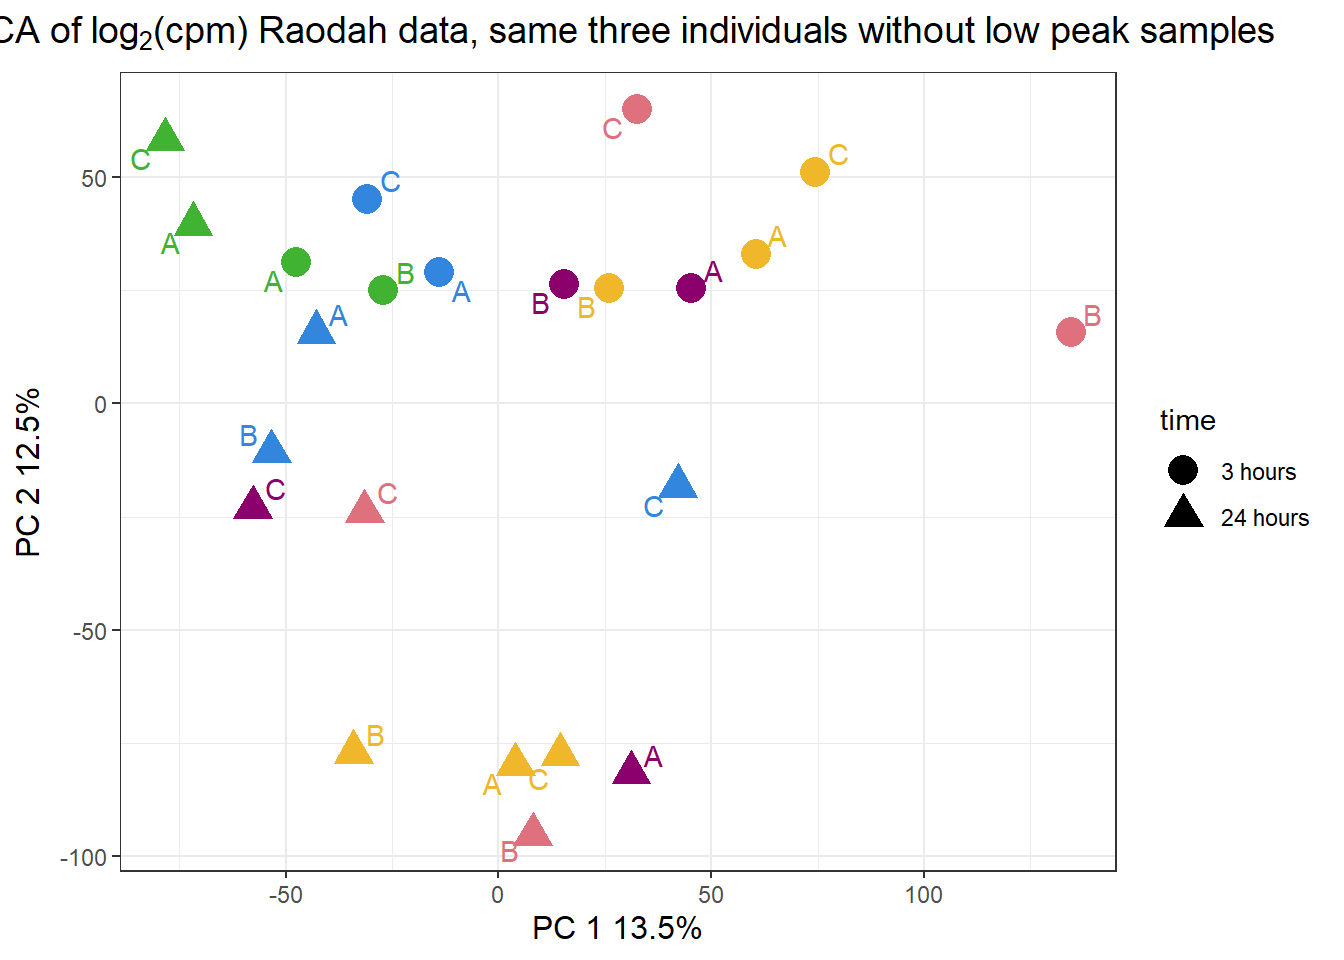 CA of log₂(cpm) Raodah data, same three individuals without low peak samples
C
C
C
C
A
C
A
A
B
A
A
A
B
B
A
B
B
C
C
C
B
A
A
C
B
50
0
-50
-100
-50
0
50
100
PC 2 12.5%
PC 1 13.5%
time
3 hours
24 hours